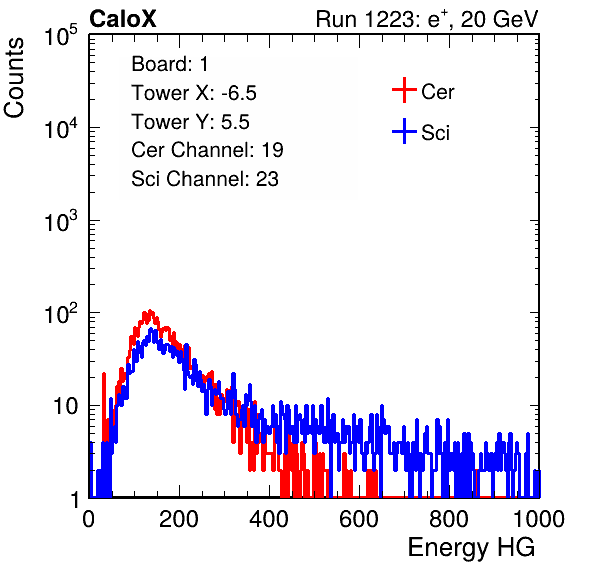 CaloX Run 1223: e⁺, 20 GeV
Counts
Board: 1
Tower X: -6.5
Tower Y: 5.5
Cer Channel: 19
Sci Channel: 23
Cer
Sci
10⁵
10⁴
10³
10²
10
1
0 200 400 600 800 1000
Energy HG